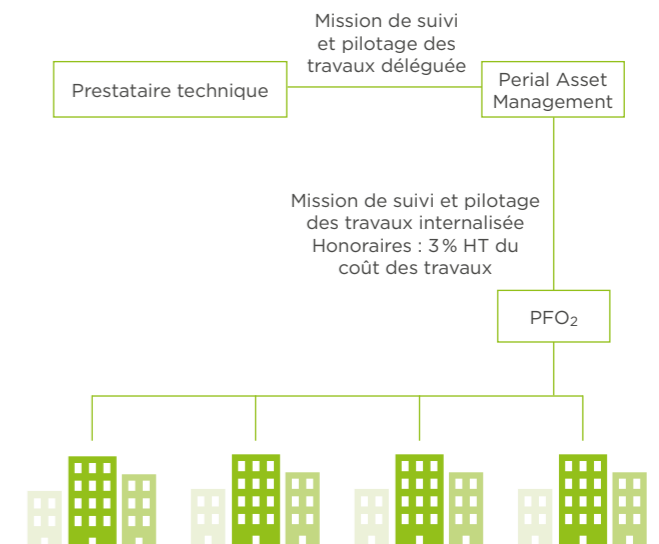 Mission de suivi
et pilotage des
travaux déléguée
Prestataire technique
Perial Asset
Management
Mission de suivi et pilotage
des travaux internalisée
Honoraires : 3 % HT du
coût des travaux
PFO₂